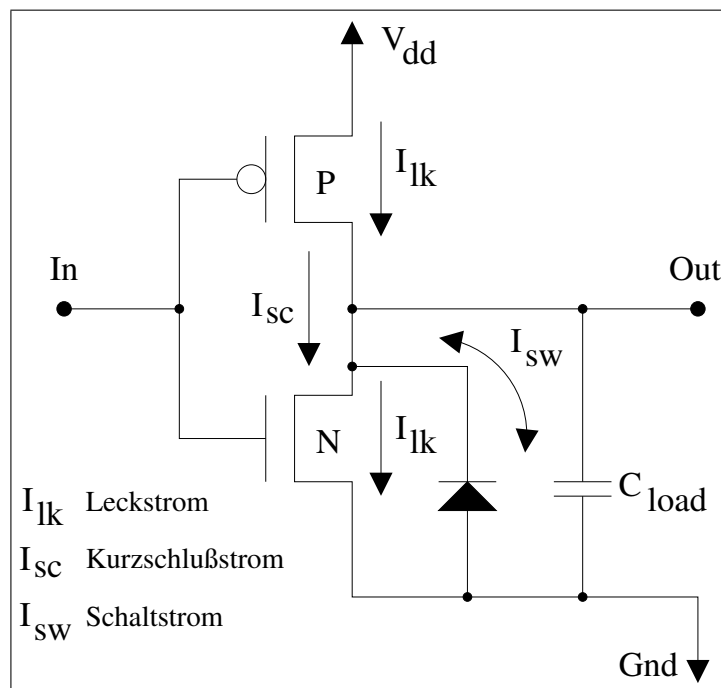 Vdd
P
Ilk
In
Isc
Out
Isw
N
Ilk
Cload
Ilk Leckstrom
Isc Kurzschlußstrom
Isw Schaltstrom
Gnd